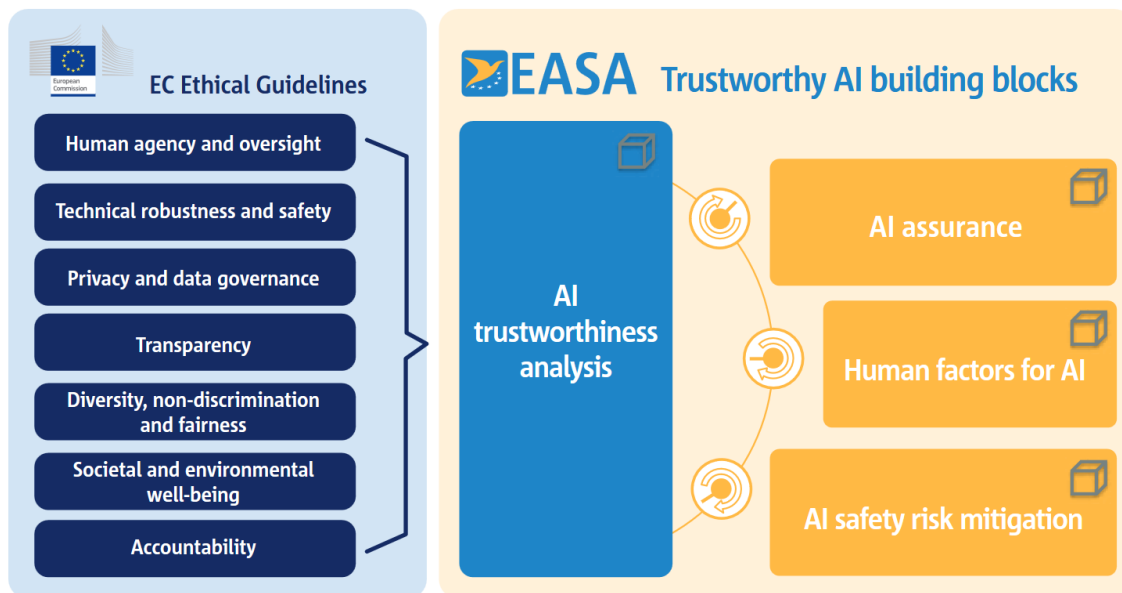 European
Commission
EC Ethical Guidelines
Human agency and oversight
Technical robustness and safety
Privacy and data governance
Transparency
Diversity, non-discrimination
and fairness
Societal and environmental
well-being
Accountability
EASA Trustworthy AI building blocks
AI
trustworthiness
analysis
AI assurance
Human factors for AI
AI safety risk mitigation